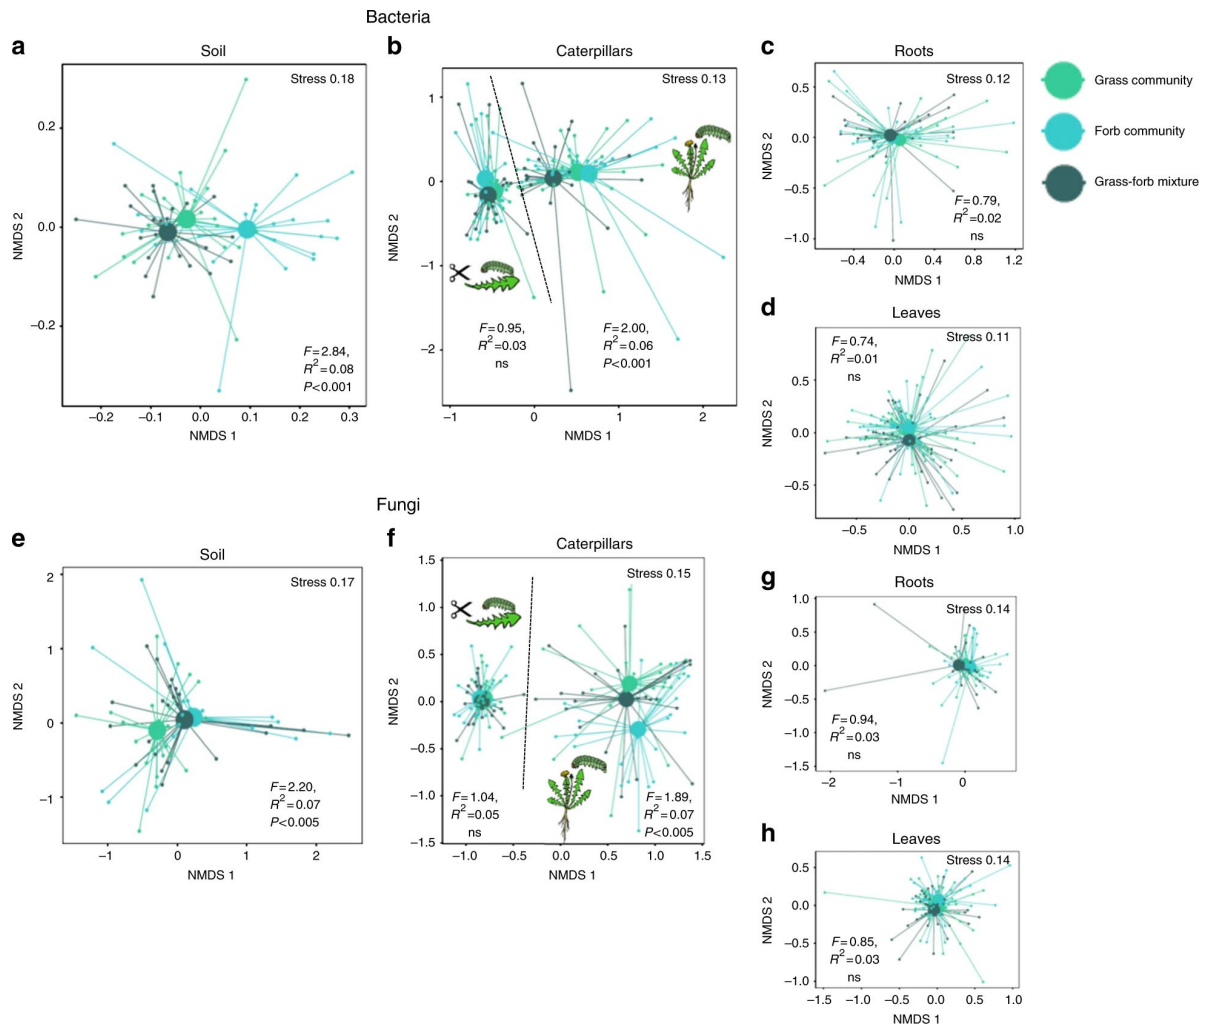 Bacteria
a
Soil
Stress 0.18
0.2
0.0
−0.2
NMDS 2
F=2.84,
R²=0.08
P<0.001
−0.2 −0.1 0.0 0.1 0.2 0.3
NMDS 1
b
Caterpillars
Stress 0.13
1
0
−1
−2
NMDS 2
F=0.95,
R²=0.03
ns
F=2.00,
R²=0.06
P<0.001
−1 0 1 2
NMDS 1
c
Roots
Stress 0.12
0.5
0.0
−0.5
−1.0
NMDS 2
F=0.79,
R²=0.02
ns
−0.4 0.0 0.4 0.8 1.2
NMDS 1
Grass community
Forb community
Grass-forb mixture
d
Leaves
Stress 0.11
F=0.74,
R²=0.01
ns
0.5
0.0
−0.5
NMDS 2
−0.5 0.0 0.5 1.0
NMDS 1
Fungi
e
Soil
Stress 0.17
2
1
0
−1
NMDS 2
F=2.20,
R²=0.07
P<0.005
−1 0 1 2
NMDS 1
f
Caterpillars
Stress 0.15
1.5
1.0
0.5
0.0
−0.5
−1.0
−1.5
NMDS 2
F=1.04,
R²=0.05
ns
F=1.89,
R²=0.07
P<0.005
−1.0 −0.5 0.0 0.5 1.0 1.5
NMDS 1
g
Roots
Stress 0.14
1.0
0.5
0.0
−0.5
−1.0
−1.5
NMDS 2
F=0.94,
R²=0.03
ns
−2 −1 0
NMDS 1
h
Leaves
Stress 0.14
0.5
0.0
−0.5
−1.0
NMDS 2
F=0.85,
R²=0.03
ns
−1.5 −1.0 −0.5 0.0 0.5 1.0
NMDS 1